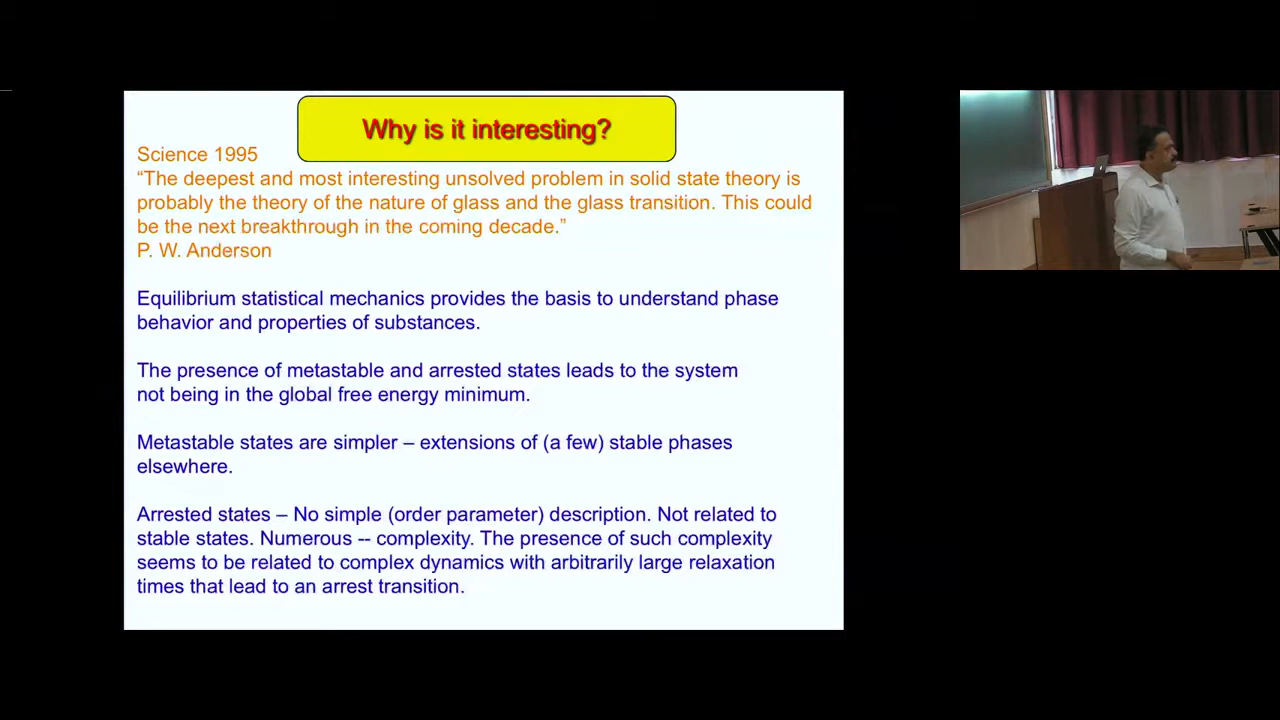 Why is it interesting?
Science 1995
“The deepest and most interesting unsolved problem in solid state theory is
probably the theory of the nature of glass and the glass transition. This could
be the next breakthrough in the coming decade.”
P. W. Anderson
Equilibrium statistical mechanics provides the basis to understand phase
behavior and properties of substances.
The presence of metastable and arrested states leads to the system
not being in the global free energy minimum.
Metastable states are simpler – extensions of (a few) stable phases
elsewhere.
Arrested states – No simple (order parameter) description. Not related to
stable states. Numerous -- complexity. The presence of such complexity
seems to be related to complex dynamics with arbitrarily large relaxation
times that lead to an arrest transition.